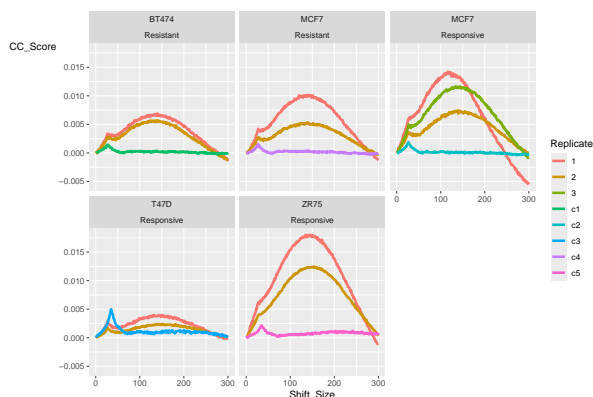 BT474
MCF7
MCF7
Resistant
Resistant
Responsive
CC_Score
0.015
0.010
0.005
0.000
−0.005
0 100 200 300
T47D
ZR75
Responsive
Responsive
0.015
0.010
0.005
0.000
−0.005
0 100 200 300
0 100 200 300
Shift_Size
Replicate
1
2
3
c1
c2
c3
c4
c5